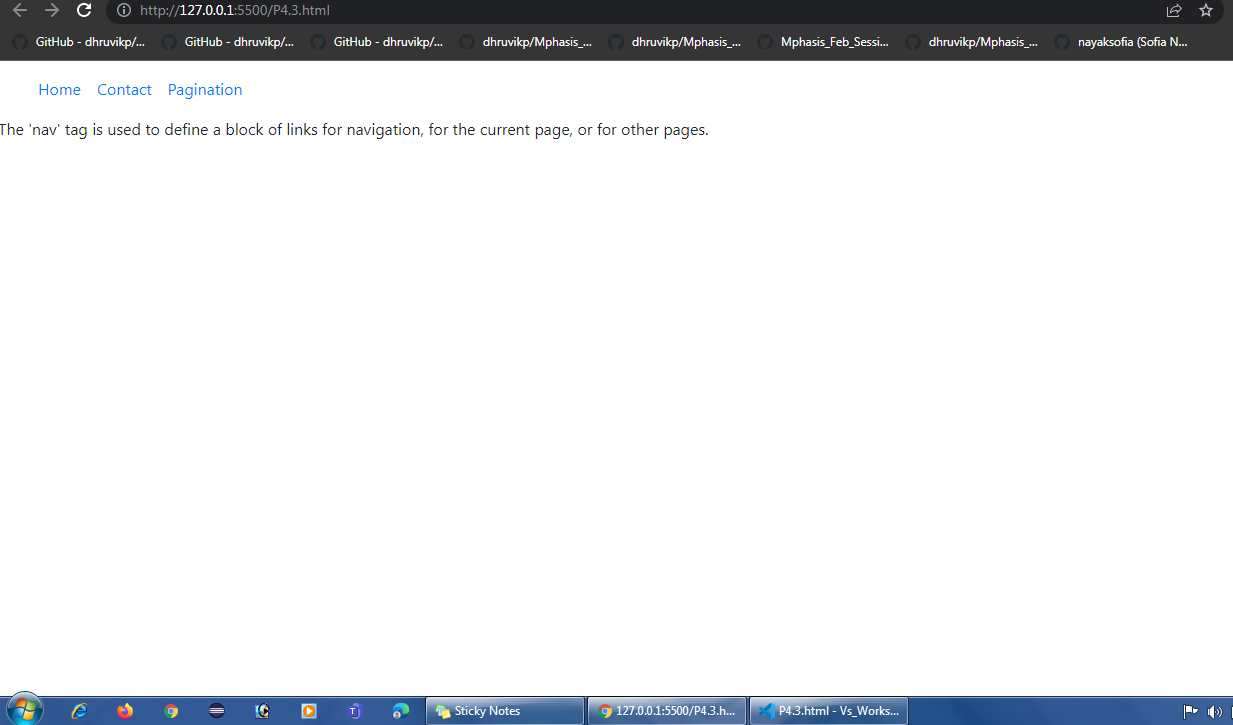 http://127.0.0.1:5500/P4.3.html
GitHub - dhruvikp/... GitHub - dhruvikp/... GitHub - dhruvikp/... dhruvikp/Mphasis_... dhruvikp/Mphasis_... Mphasis_Feb_Sessi... dhruvikp/Mphasis_... nayaksofia (Sofia N...
Home Contact Pagination
The 'nav' tag is used to define a block of links for navigation, for the current page, or for other pages.
Sticky Notes 127.0.0.1:5500/P4.3.h... P4.3.html - Vs_Works...